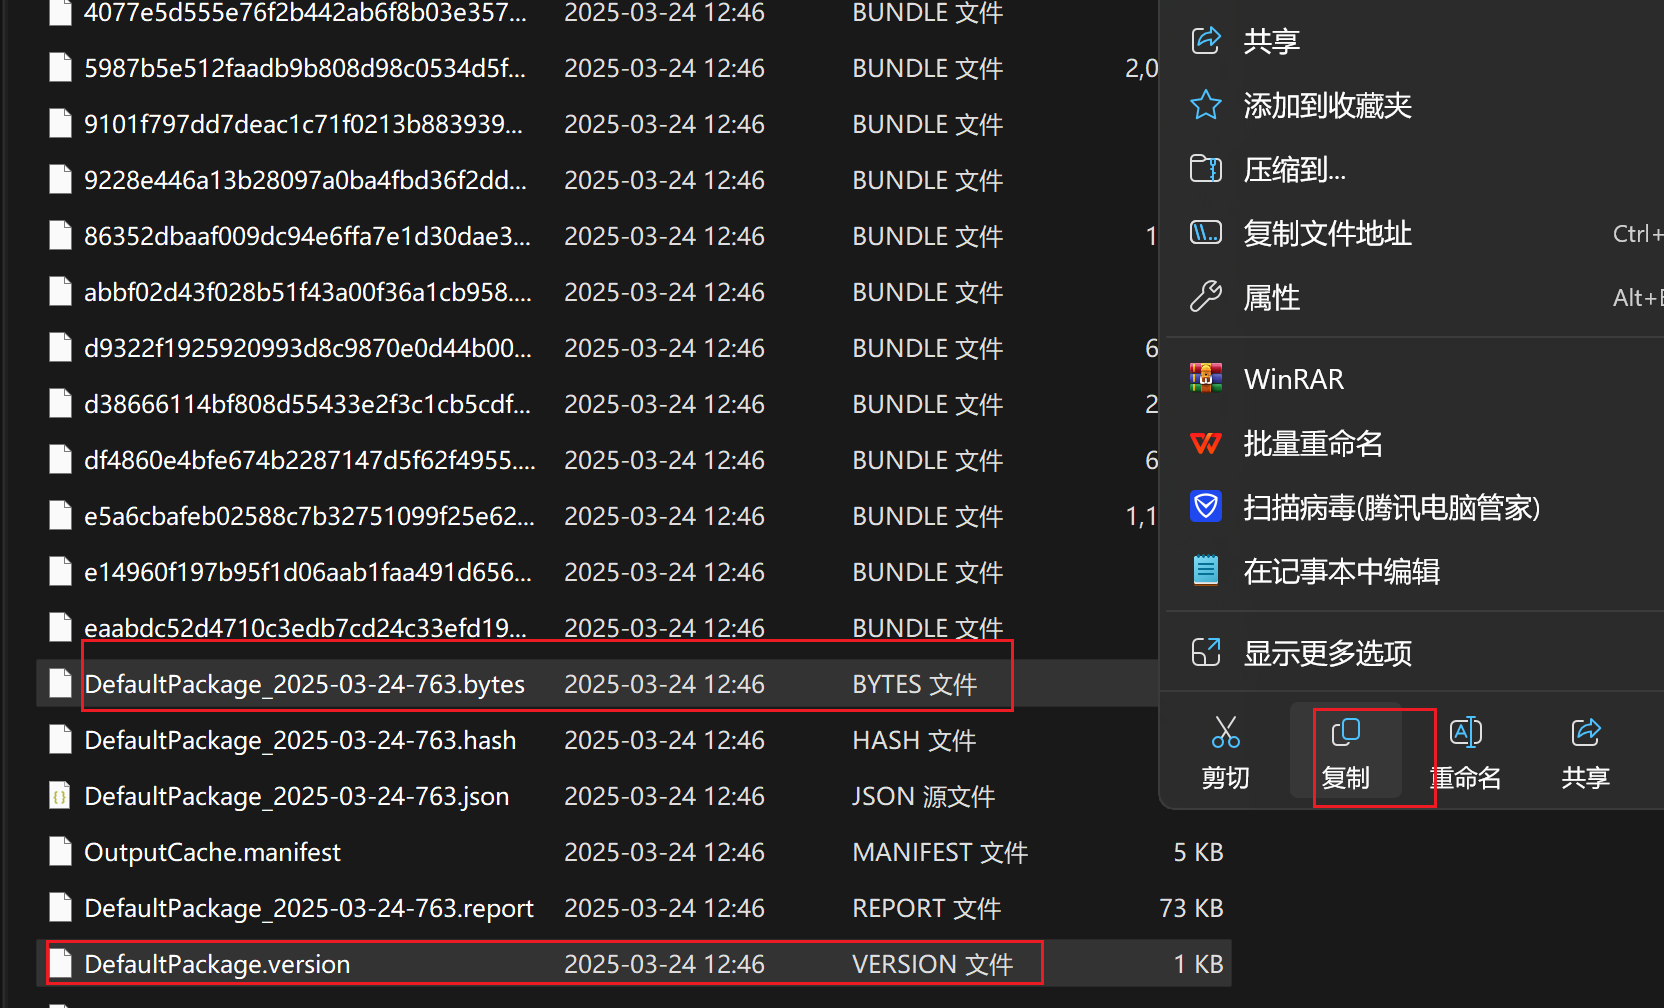 4077e5d555e76f2b442ab6f8b03e357... 2025-03-24 12:46 BUNDLE 文件
5987b5e512faadb9b808d98c0534d5f... 2025-03-24 12:46 BUNDLE 文件 2,0
9101f797dd7deac1c71f0213b883939... 2025-03-24 12:46 BUNDLE 文件
9228e446a13b28097a0ba4fbd36f2dd... 2025-03-24 12:46 BUNDLE 文件
86352dbaaf009dc94e6ffa7e1d30dae3... 2025-03-24 12:46 BUNDLE 文件 1
abbf02d43f028b51f43a00f36a1cb958.... 2025-03-24 12:46 BUNDLE 文件
d9322f1925920993d8c9870e0d44b00... 2025-03-24 12:46 BUNDLE 文件 6
d38666114bf808d55433e2f3c1cb5cdf... 2025-03-24 12:46 BUNDLE 文件 2
df4860e4bfe674b2287147d5f62f4955.... 2025-03-24 12:46 BUNDLE 文件 6
e5a6cbafeb02588c7b32751099f25e62... 2025-03-24 12:46 BUNDLE 文件 1,1
e14960f197b95f1d06aab1faa491d656... 2025-03-24 12:46 BUNDLE 文件
eaabdc52d4710c3edb7cd24c33efd19... 2025-03-24 12:46 BUNDLE 文件
DefaultPackage_2025-03-24-763.bytes 2025-03-24 12:46 BYTES 文件
DefaultPackage_2025-03-24-763.hash 2025-03-24 12:46 HASH 文件
DefaultPackage_2025-03-24-763.json 2025-03-24 12:46 JSON 源文件
OutputCache.manifest 2025-03-24 12:46 MANIFEST 文件 5 KB
DefaultPackage_2025-03-24-763.report 2025-03-24 12:46 REPORT 文件 73 KB
DefaultPackage.version 2025-03-24 12:46 VERSION 文件 1 KB
共享
添加到收藏夹
压缩到...
复制文件地址 Ctrl+
属性 Alt+
WinRAR
批量重命名
扫描病毒(腾讯电脑管家)
在记事本中编辑
显示更多选项
剪切 复制 重命名 共享